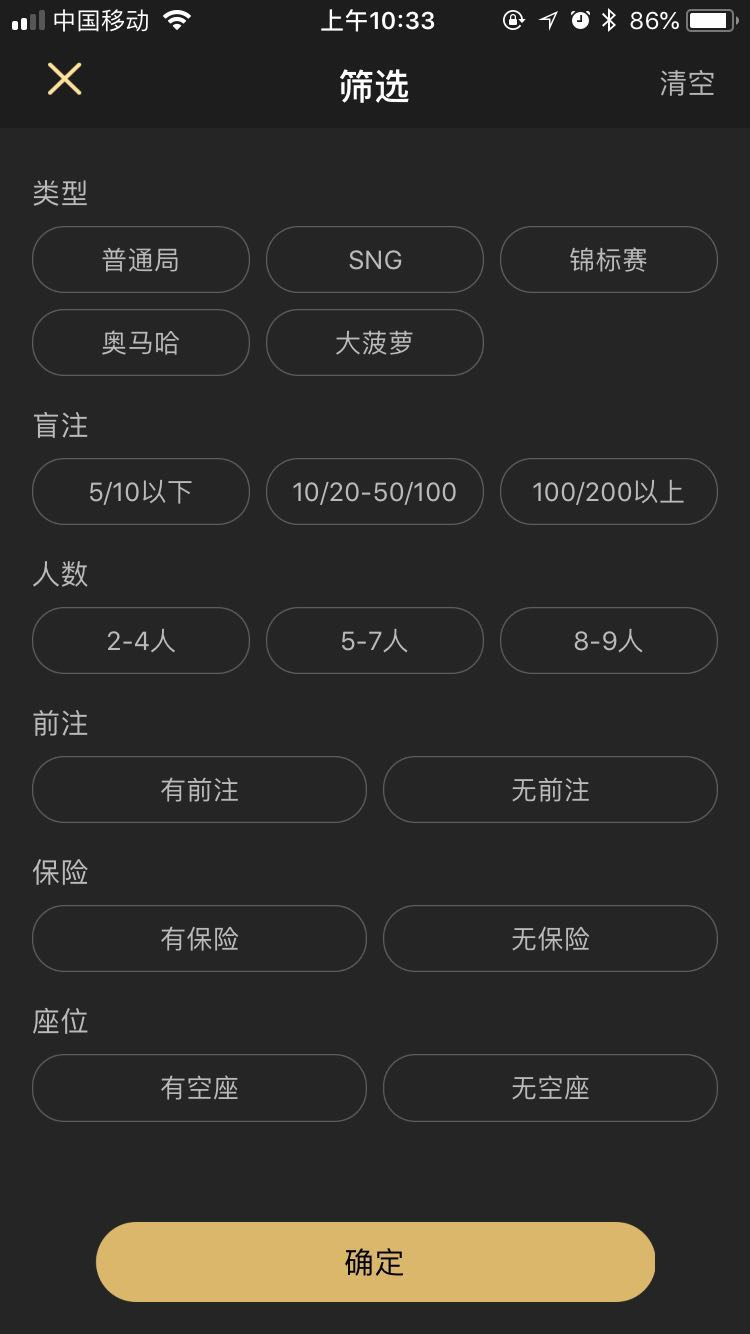 中国移动 上午10:33 86%
筛选 清空
类型
普通局 SNG 锦标赛
奥马哈 大菠萝
盲注
5/10以下 10/20-50/100 100/200以上
人数
2-4人 5-7人 8-9人
前注
有前注 无前注
保险
有保险 无保险
座位
有空座 无空座
确定